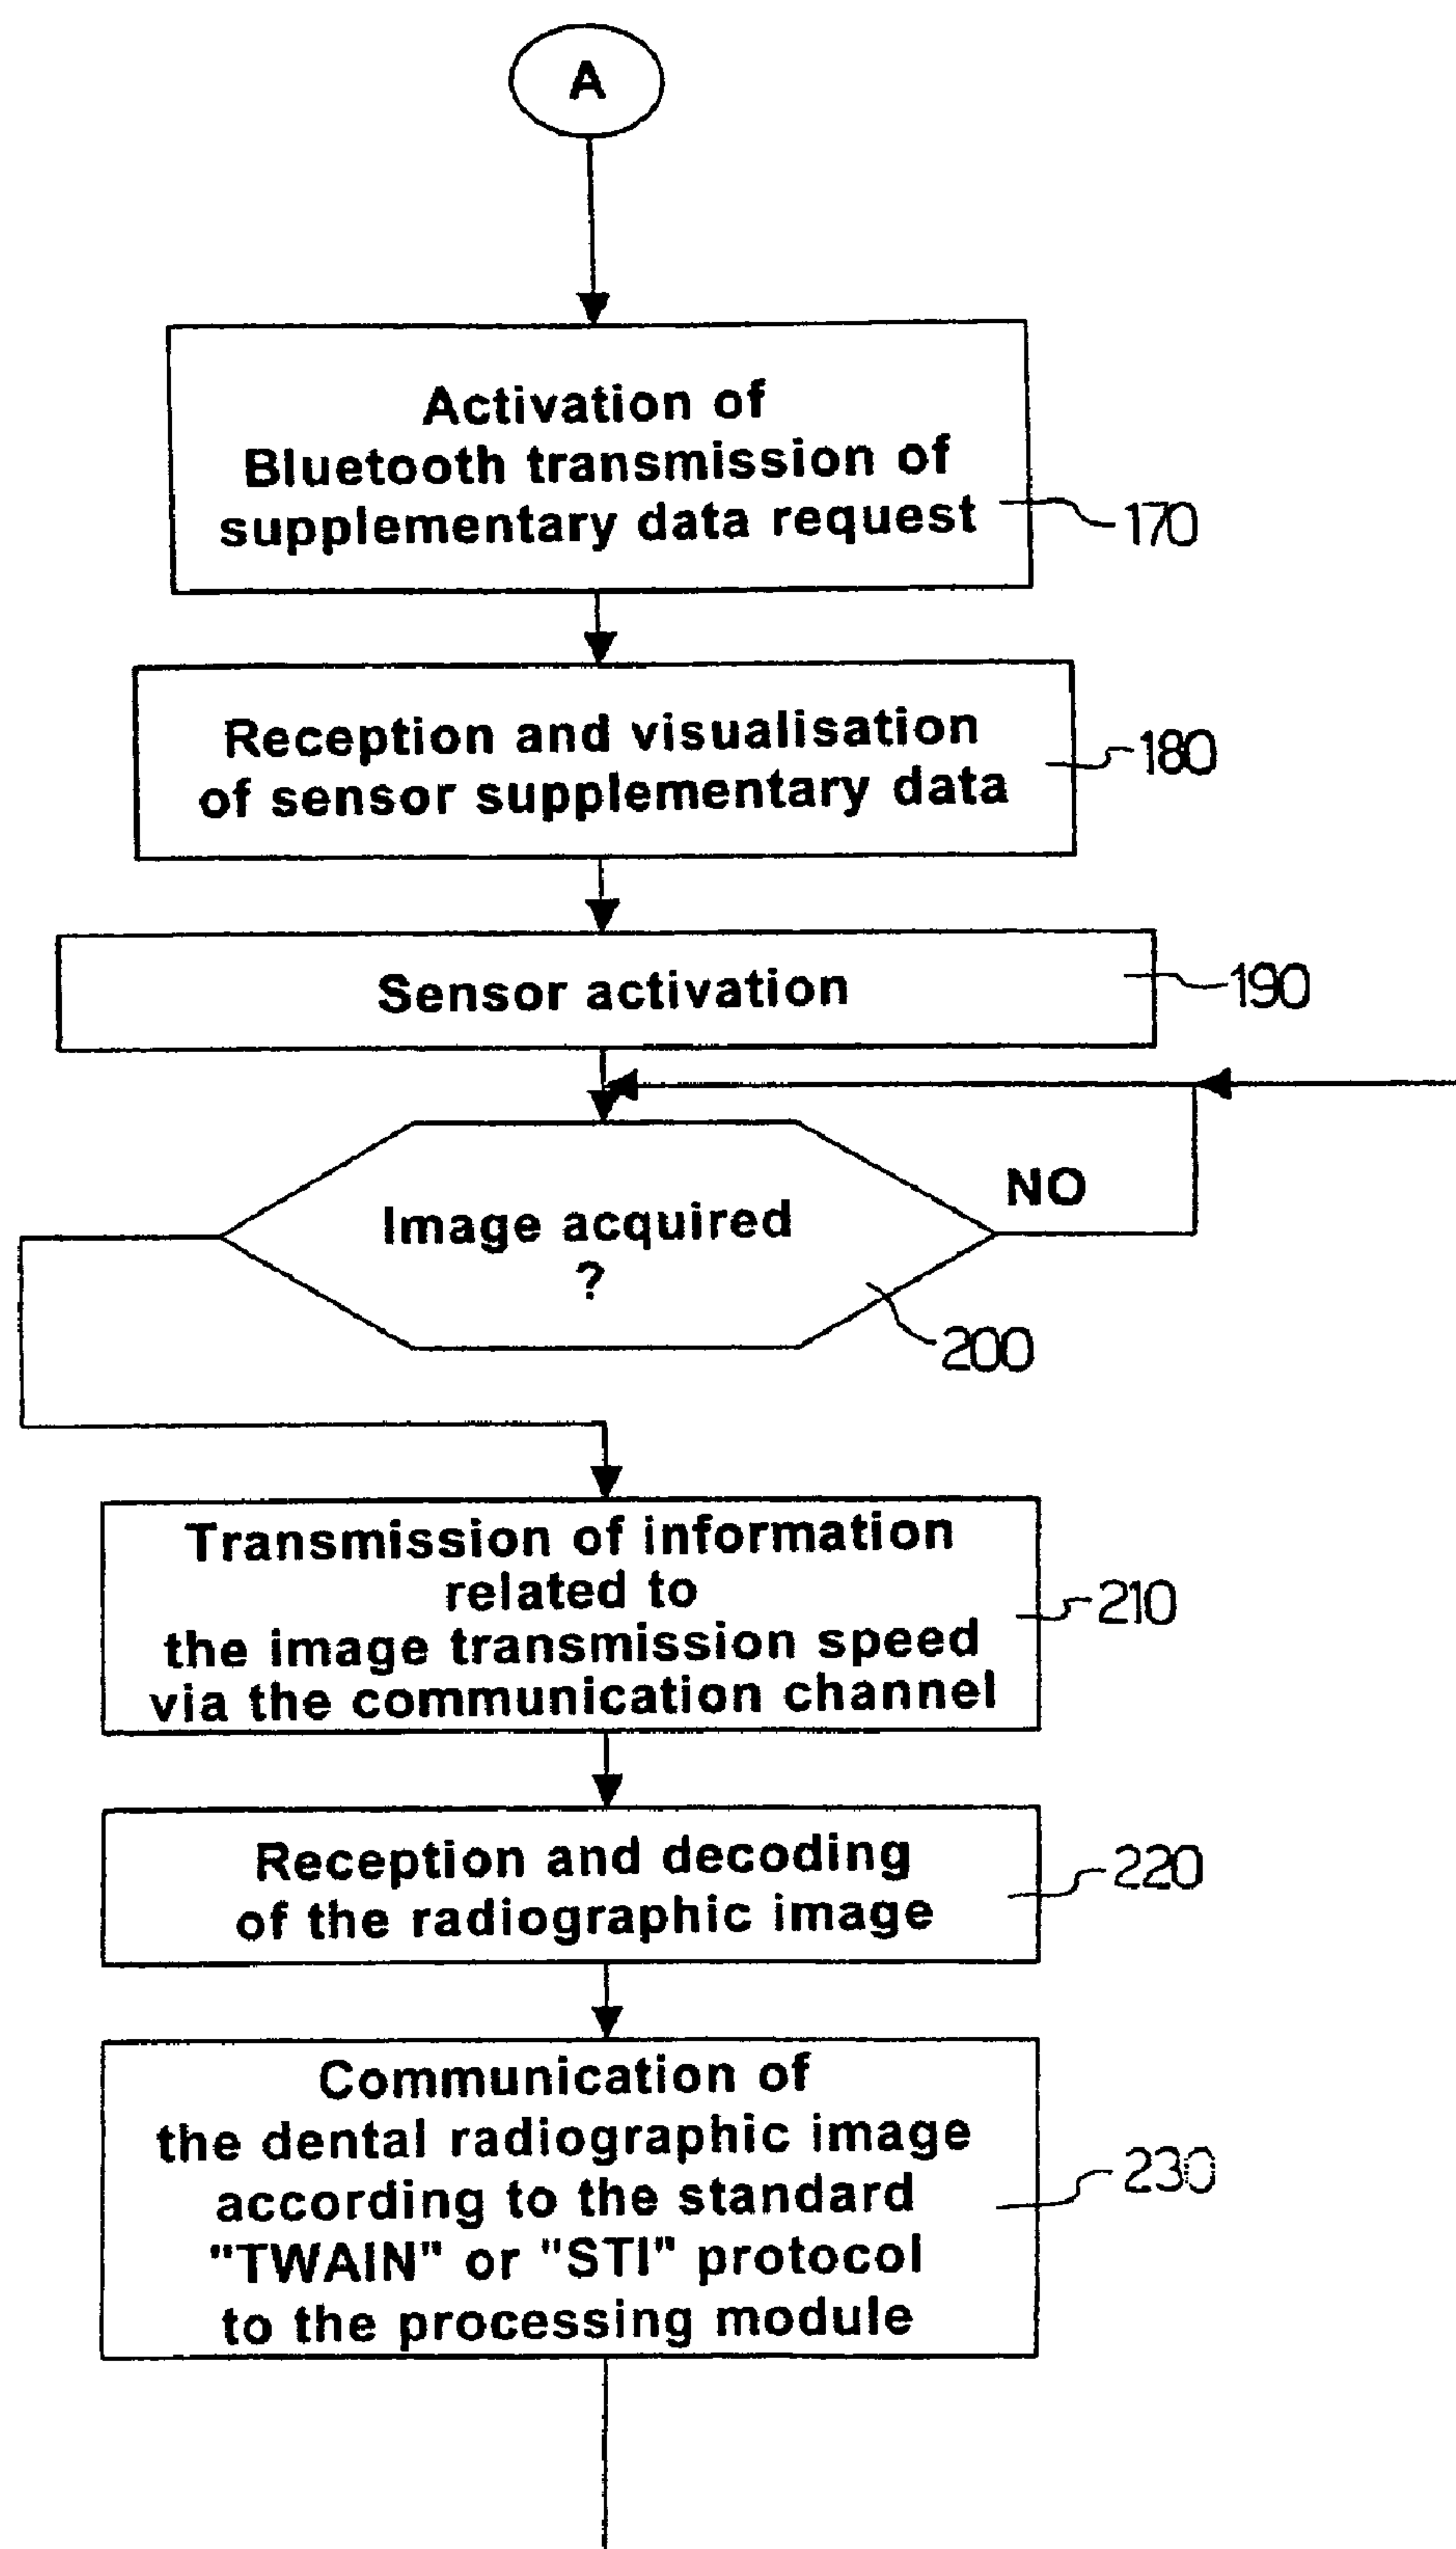 A
Activation of
Bluetooth transmission of
supplementary data request
170
Reception and visualisation
of sensor supplementary data
180
Sensor activation
190
NO
Image acquired
?
200
Transmission of information
related to
the image transmission speed
via the communication channel
210
Reception and decoding
of the radiographic image
220
Communication of
the dental radiographic image
according to the standard
"TWAIN" or "STI" protocol
to the processing module
230